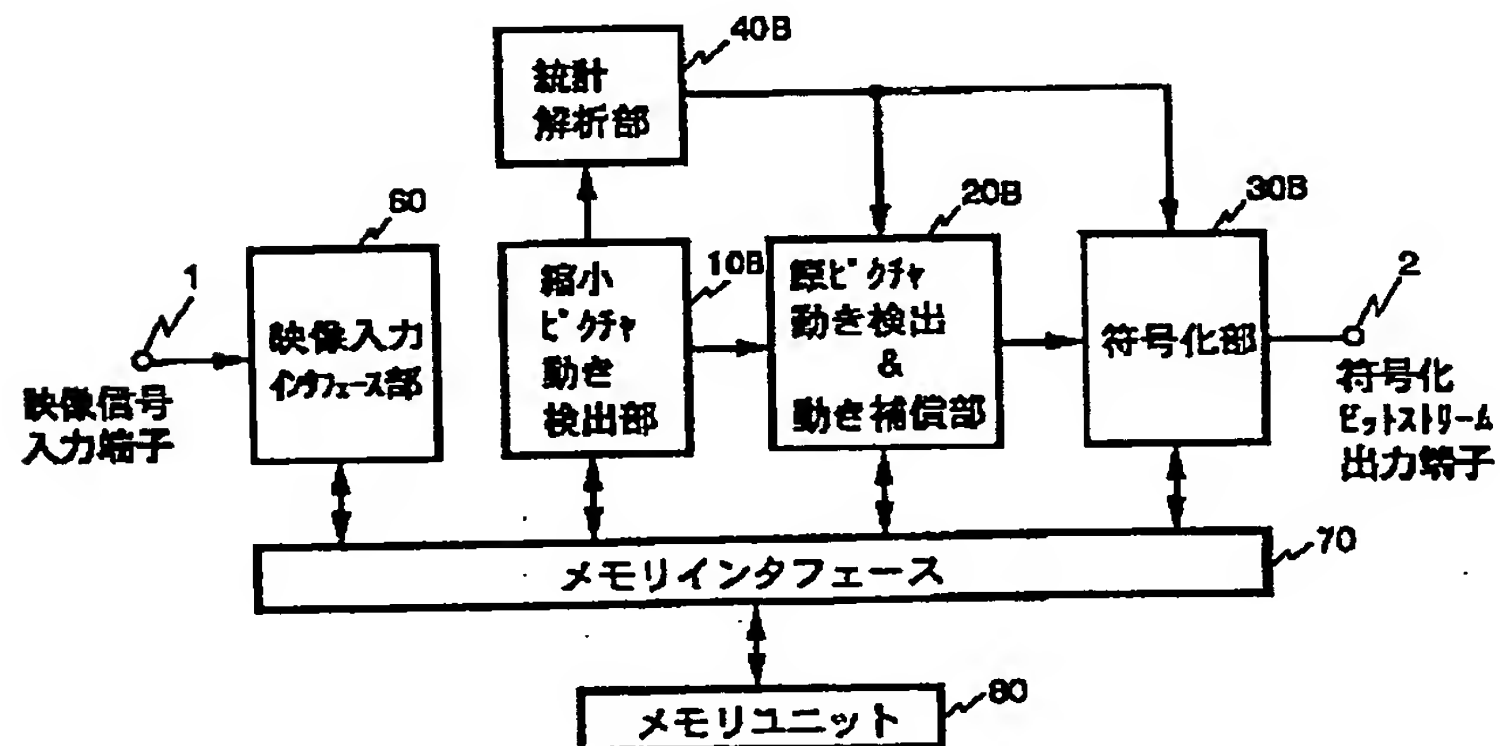 40B
統計
解析部
60
20B
30B
1
映像入力
インタフェース部
縮小
ピクチャ
動き
検出部
10B
原ピクチャ
動き検出
&
動き補償部
符号化部
2
映像信号
入力端子
符号化
ビットストリーム
出力端子
メモリインタフェース
70
メモリユニット
80